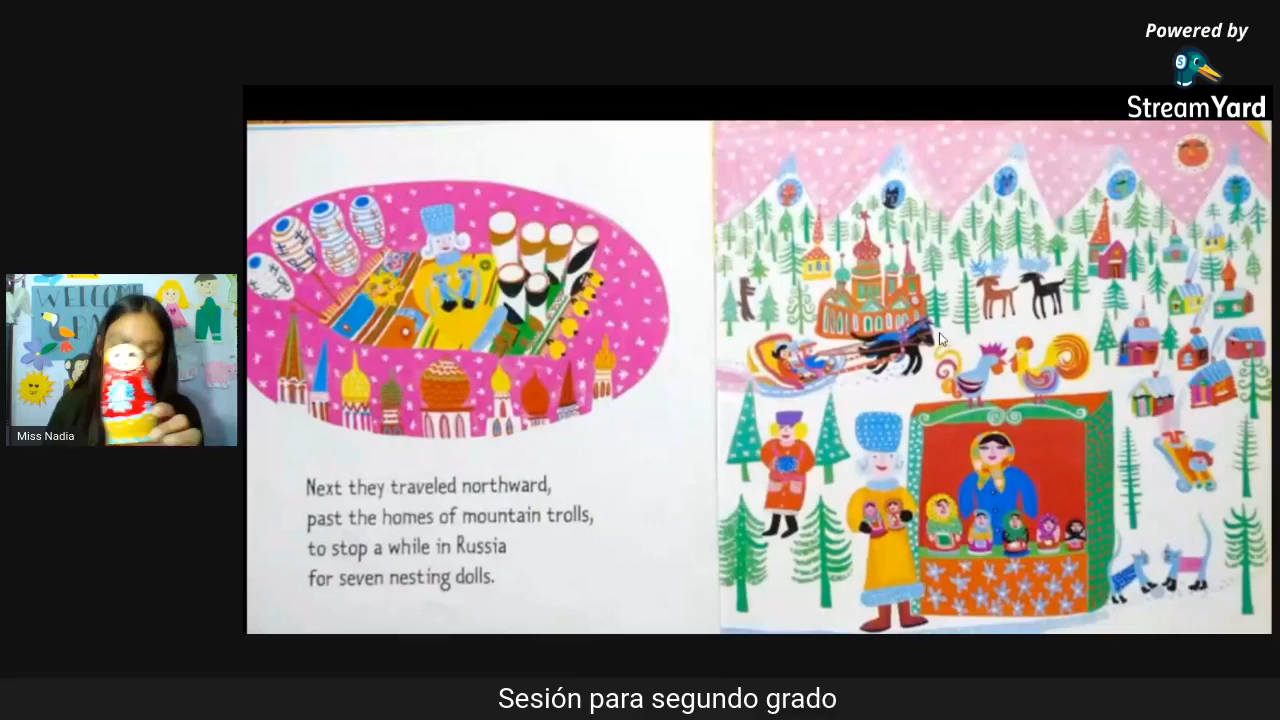 Powered by
StreamYard
WELCOME
Miss Nadia
Next they traveled northward,
past the homes of mountain trolls,
to stop a while in Russia
for seven nesting dolls.
Sesión para segundo grado